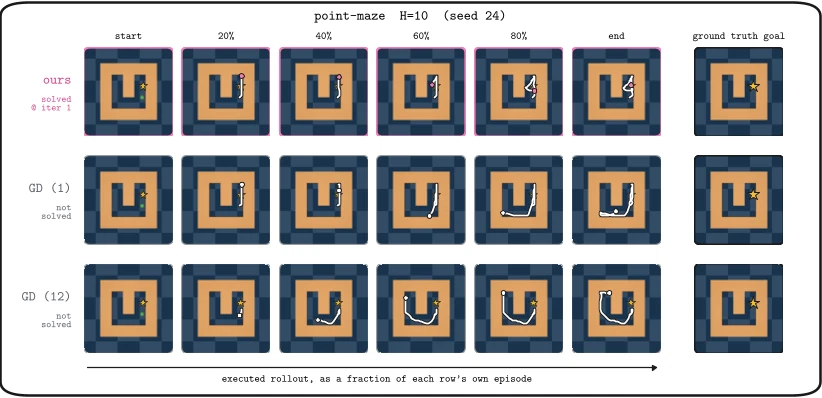 point-maze H=10 (seed 24)
start 20% 40% 60% 80% end ground truth goal
ours
solved
@ iter 1
GD (1)
not
solved
GD (12)
not
solved
executed rollout, as a fraction of each row's own episode